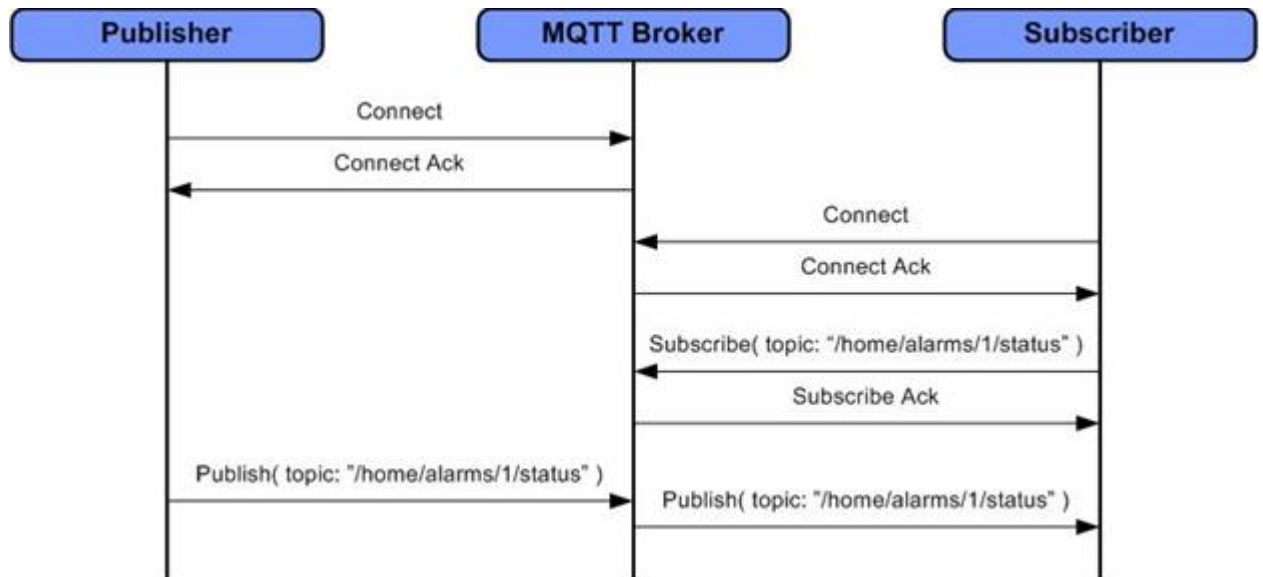 Publisher
MQTT Broker
Subscriber
Connect
Connect Ack
Connect
Connect Ack
Subscribe( topic: “/home/alarms/1/status” )
Subscribe Ack
Publish( topic: ”/home/alarms/1/status” )
Publish( topic: ”/home/alarms/1/status” )